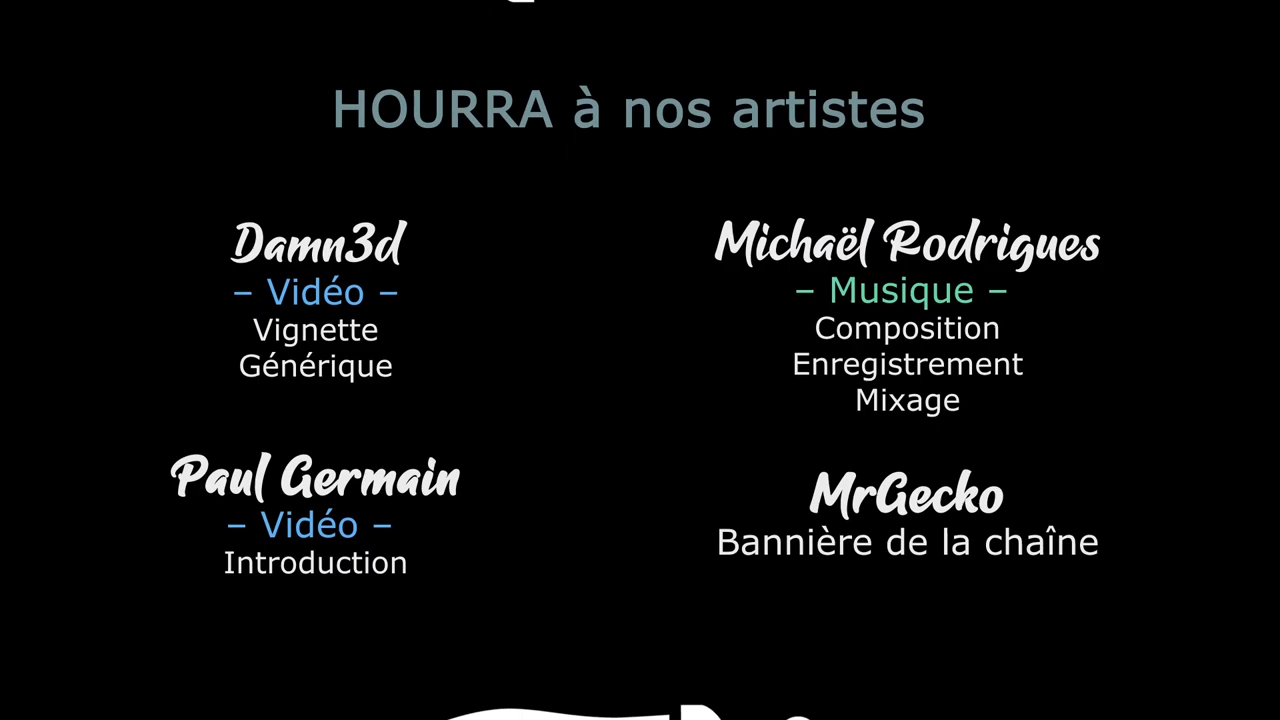 HOURRA à nos artistes
Damn3d
– Vidéo –
Vignette
Générique
Michaël Rodrigues
– Musique –
Composition
Enregistrement
Mixage
Paul Germain
– Vidéo –
Introduction
MrGecko
Bannière de la chaîne